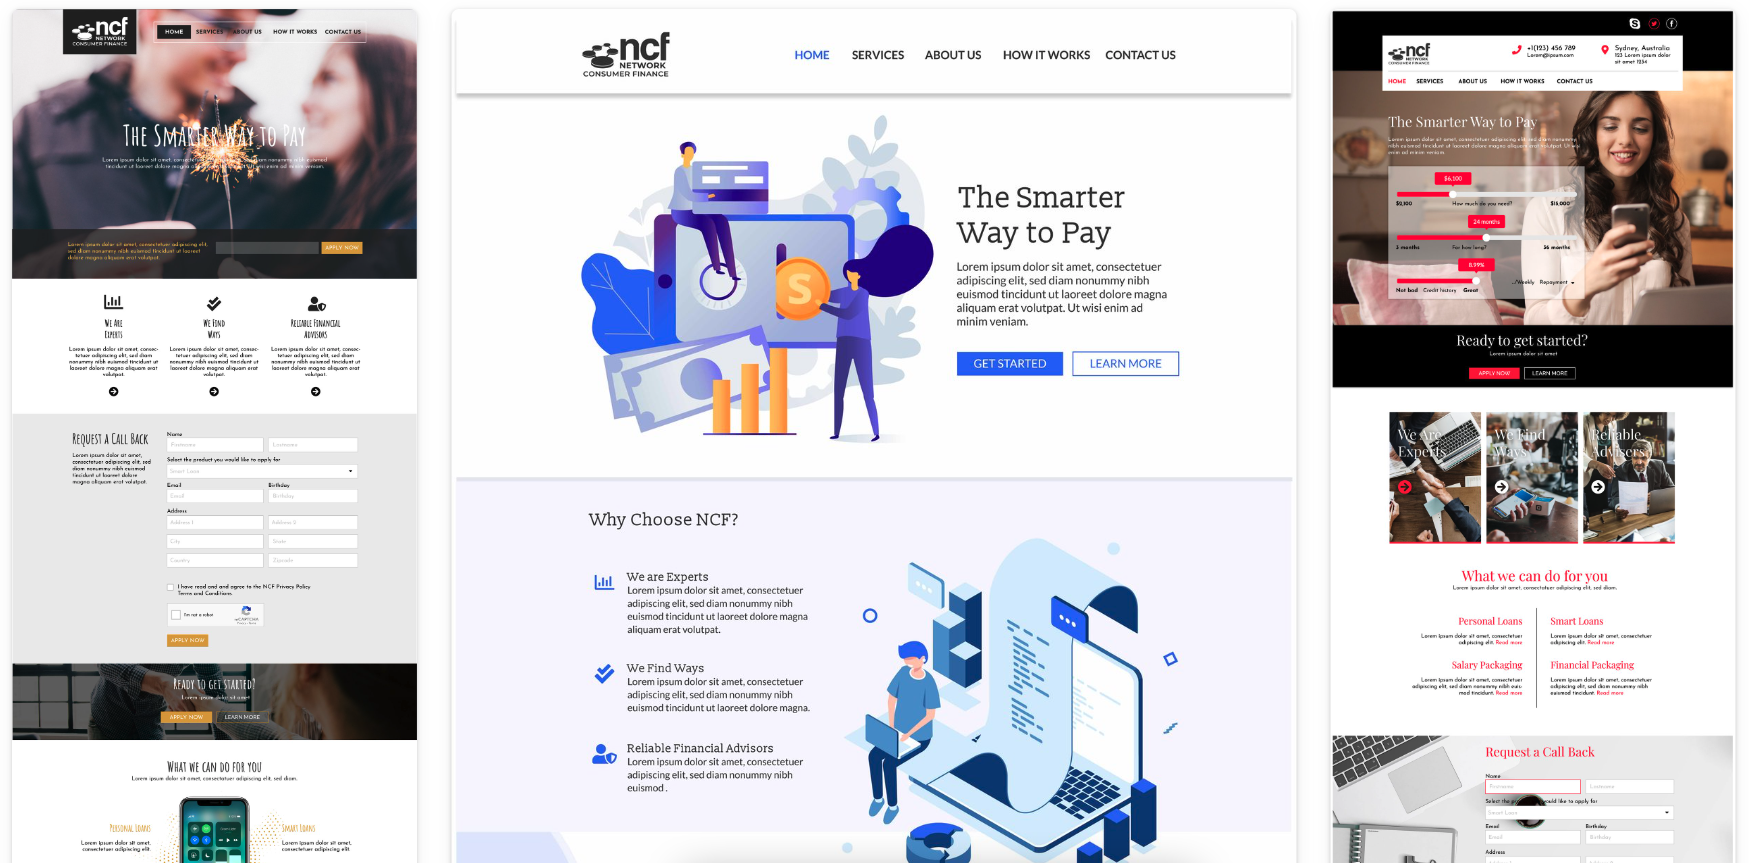 ncf
NETWORK
CONSUMER FINANCE
HOME SERVICES ABOUT US HOW IT WORKS CONTACT US
The Smarter Way to Pay
Lorem ipsum dolor sit amet, consectetuer adipiscing elit, sed diam nonummy nibh euismod
tincidunt ut laoreet dolore magna aliquam erat volutpat. Ut wisi enim ad minim veniam.
Lorem ipsum dolor sit amet, consectetuer adipiscing elit,
sed diam nonummy nibh euismod tincidunt ut laoreet
dolore magna aliquam erat volutpat.
APPLY NOW
We Are
Experts
Lorem ipsum dolor sit amet, consec-
tetuer adipiscing elit, sed diam
nonummy nibh euismod tincidunt ut
laoreet dolore magna aliquam erat
volutpat.
We Find
Ways
Lorem ipsum dolor sit amet, consec-
tetuer adipiscing elit, sed diam
nonummy nibh euismod tincidunt ut
laoreet dolore magna aliquam erat
volutpat.
Reliable Financial
Advisors
Lorem ipsum dolor sit amet, consec-
tetuer adipiscing elit, sed diam
nonummy nibh euismod tincidunt ut
laoreet dolore magna aliquam erat
volutpat.
Request a Call Back
Lorem ipsum dolor sit amet,
consectetuer adipiscing elit, sed
diam nonummy nibh euismod
tincidunt ut laoreet dolore
magna aliquam erat volutpat.
Name
Firstname Lastname
Select the product you would like to apply for
Smart Loan
Email Birthday
Email Birthday
Address
Address 1 Address 2
City State
Country Zipcode
I have read and and agree to the NCF Privacy Policy
Terms and Conditions
I'm not a robot
reCAPTCHA
APPLY NOW
Ready to get started?
Lorem ipsum dolor sit amet
APPLY NOW LEARN MORE
What we can do for you
Lorem ipsum dolor sit amet, consectetuer adipiscing elit, sed diam.
Personal Loans
Lorem ipsum dolor sit amet,
consectetuer adipiscing elit.
Smart Loans
Lorem ipsum dolor sit amet,
consectetuer adipiscing elit.
ncf
NETWORK
CONSUMER FINANCE
HOME SERVICES ABOUT US HOW IT WORKS CONTACT US
S
The Smarter
Way to Pay
Lorem ipsum dolor sit amet, consectetuer
adipiscing elit, sed diam nonummy nibh
euismod tincidunt ut laoreet dolore magna
aliquam erat volutpat. Ut wisi enim ad
minim veniam.
GET STARTED LEARN MORE
Why Choose NCF?
We are Experts
Lorem ipsum dolor sit amet, consectetuer
adipiscing elit, sed diam nonummy nibh
euismod tincidunt ut laoreet dolore magna
aliquam erat volutpat.
We Find Ways
Lorem ipsum dolor sit amet, consectetuer
adipiscing elit, sed diam nonummy nibh
euismod tincidunt ut laoreet dolore magna.
Reliable Financial Advisors
Lorem ipsum dolor sit amet, consectetuer
adipiscing elit, sed diam nonummy nibh
euismod .
ncf
NETWORK
CONSUMER FINANCE
+1(123) 456 789
Lorem@ipsum.com
Sydney, Australia
123 Lorem ipsum dolor
sit amet 1234
HOME SERVICES ABOUT US HOW IT WORKS CONTACT US
The Smarter Way to Pay
Lorem ipsum dolor sit amet, consectetuer adipiscing elit, sed diam nonummy
nibh euismod tincidunt ut laoreet dolore magna aliquam erat volutpat. Ut wisi
enim ad minim veniam.
$6,100
$2,100 How much do you need? $15,000
24 months
3 months For how long? 36 months
8.99%
Not bad Credit history Great
Weekly Repayment
Ready to get started?
Lorem ipsum dolor sit amet
APPLY NOW LEARN MORE
We Are
Experts
We Find
Ways
Reliable
Advisers
What we can do for you
Lorem ipsum dolor sit amet, consectetuer adipiscing elit, sed diam.
Personal Loans
Lorem ipsum dolor sit amet, consectetuer
adipiscing elit. Read more
Smart Loans
Lorem ipsum dolor sit amet, consectetuer
adipiscing elit. Read more
Salary Packaging
Lorem ipsum dolor sit amet, consectetuer
adipiscing elit, sed diam nonummy nibh euis-
mod tincidunt. Read more
Financial Packaging
Lorem ipsum dolor sit amet, consectetuer
adipiscing elit, sed diam nonummy nibh
euismod tincidunt. Read more
Request a Call Back
Name
Firstname Lastname
Select the product you would like to apply for
Smart Loan
Email Birthday
Email Birthday
Address